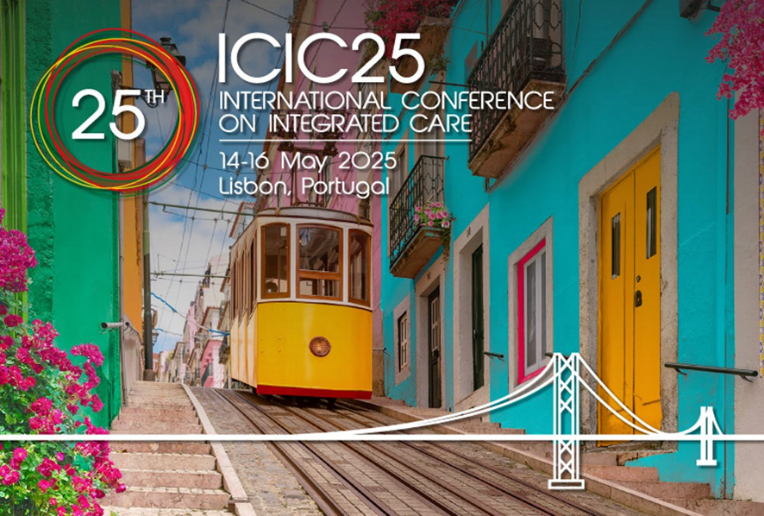 25TH
ICIC25
INTERNATIONAL CONFERENCE
ON INTEGRATED CARE
14-16 May 2025
Lisbon, Portugal